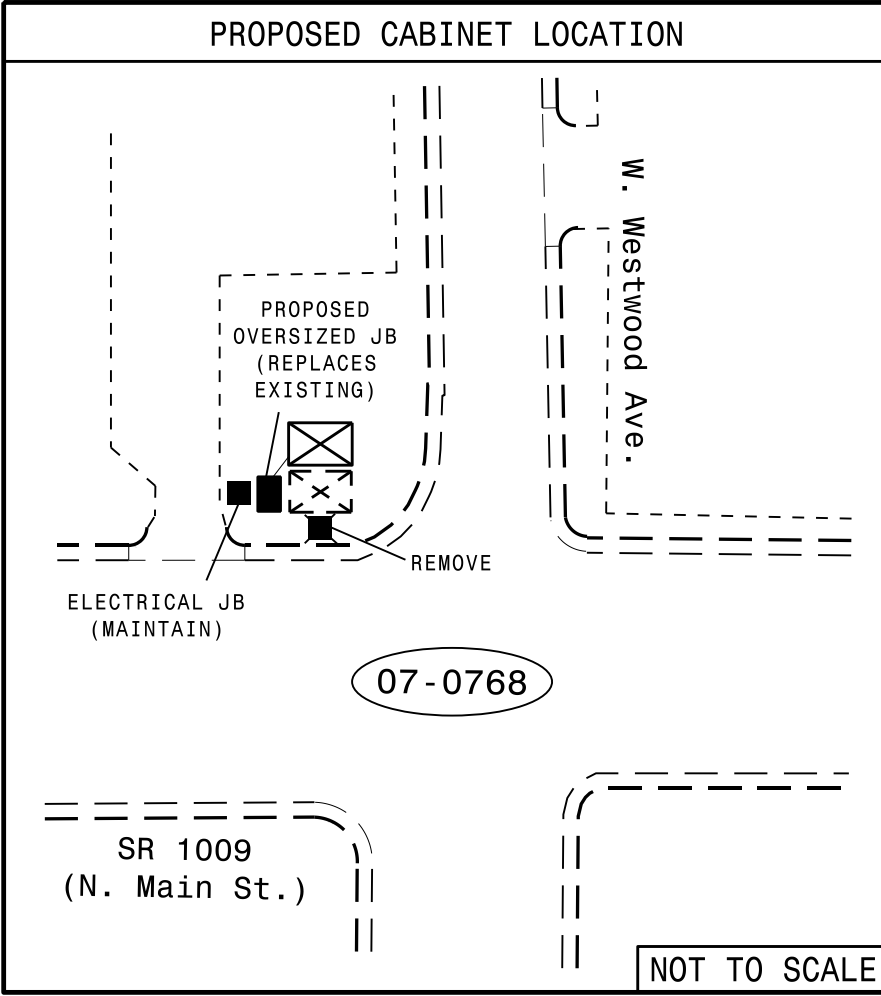 PROPOSED CABINET LOCATION
W. Westwood Ave.
PROPOSED
OVERSIZED JB
(REPLACES
EXISTING)
REMOVE
ELECTRICAL JB
(MAINTAIN)
07-0768
SR 1009
(N. Main St.)
NOT TO SCALE